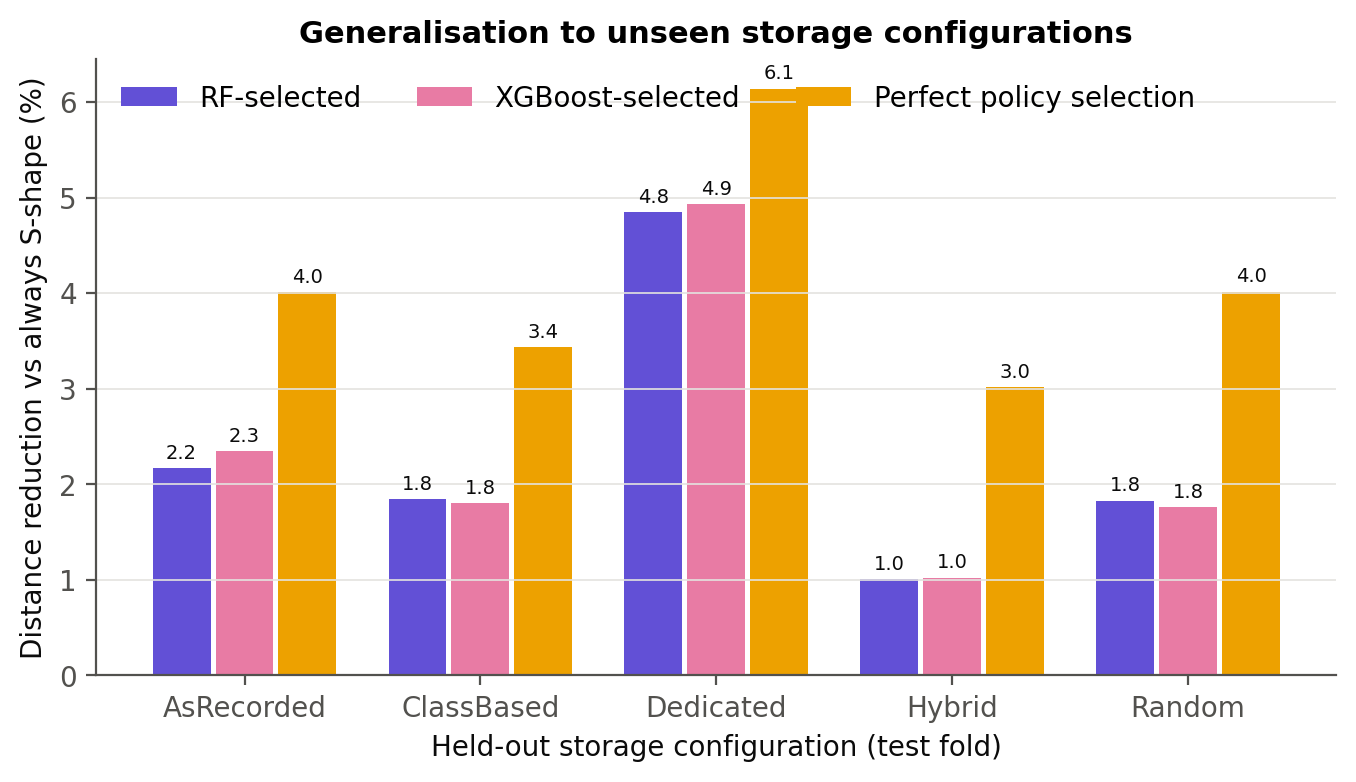 Generalisation to unseen storage configurations
RF-selected XGBoost-selected Perfect policy selection
Distance reduction vs always S-shape (%)
6
5
4
3
2
1
0
2.2 2.3 4.0
1.8 1.8 3.4
4.8 4.9 6.1
1.0 1.0 3.0
1.8 1.8 4.0
AsRecorded ClassBased Dedicated Hybrid Random
Held-out storage configuration (test fold)